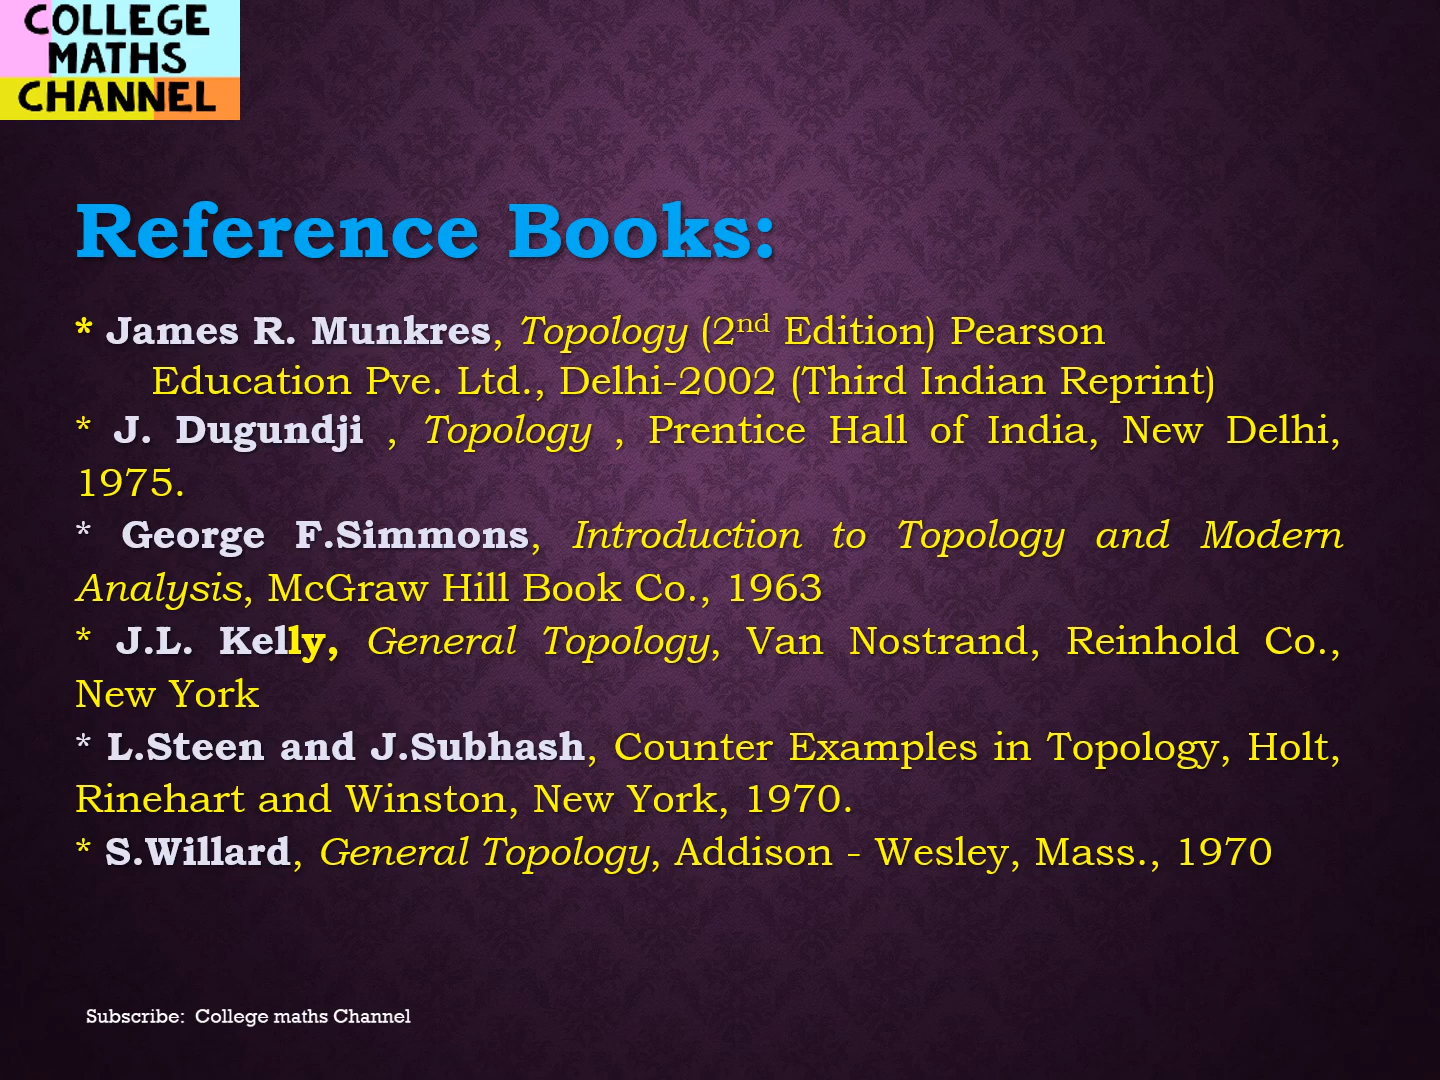 COLLEGE
MATHS
CHANNEL
Reference Books:
* James R. Munkres, Topology (2nd Edition) Pearson
Education Pve. Ltd., Delhi-2002 (Third Indian Reprint)
* J. Dugundji , Topology , Prentice Hall of India, New Delhi,
1975.
* George F.Simmons, Introduction to Topology and Modern
Analysis, McGraw Hill Book Co., 1963
* J.L. Kelly, General Topology, Van Nostrand, Reinhold Co.,
New York
* L.Steen and J.Subhash, Counter Examples in Topology, Holt,
Rinehart and Winston, New York, 1970.
* S.Willard, General Topology, Addison - Wesley, Mass., 1970
Subscribe: College maths Channel